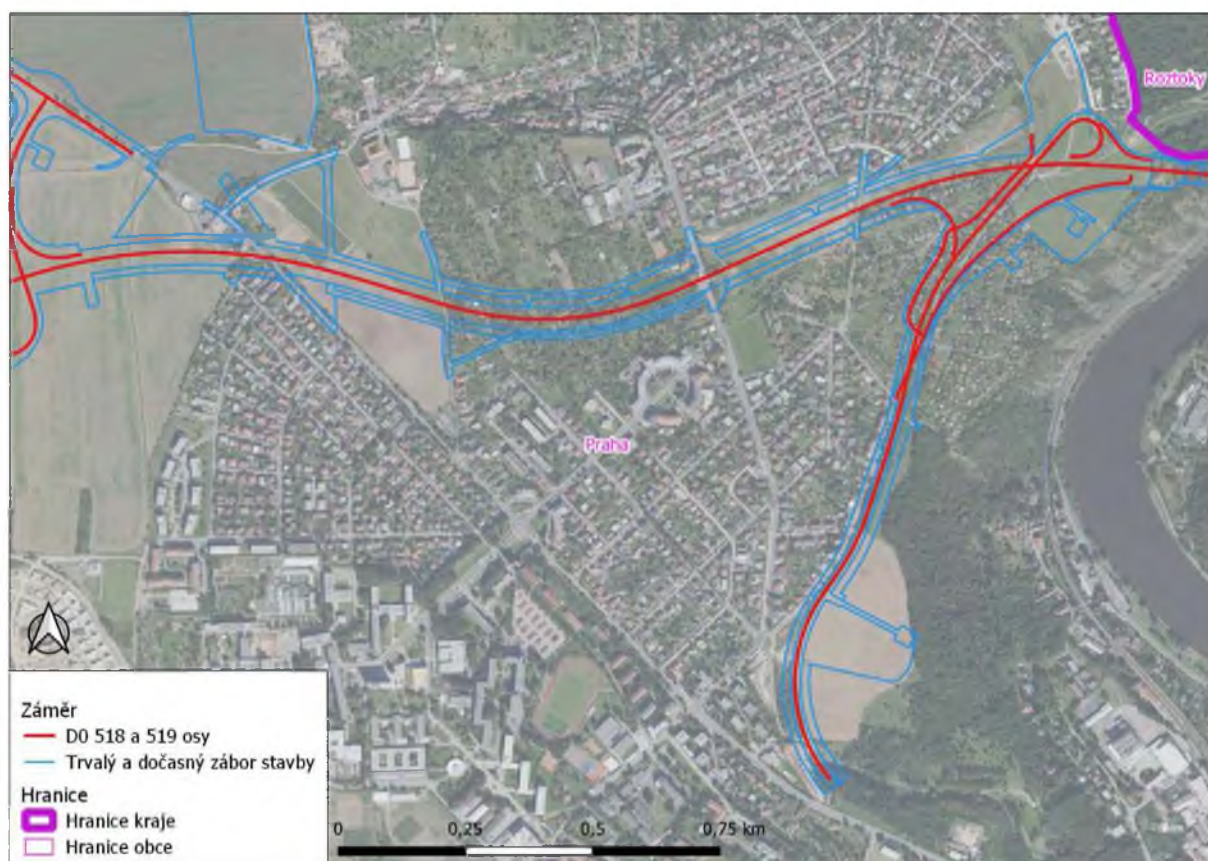 Roztoky
Praha
Záměr
D0 518 a 519 osy
Trvalý a dočasný zábor stavby
Hranice
Hranice kraje
Hranice obce
0 0,25 0,5 0,75 km